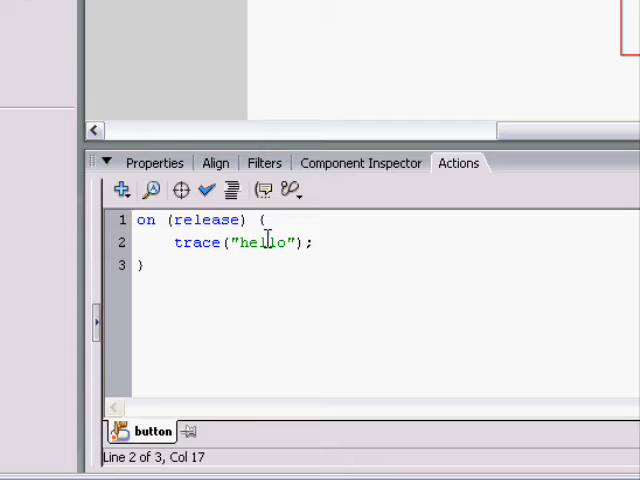 Properties Align Filters Component Inspector Actions
1 on (release) {
2 trace("hello");
3 }
button
Line 2 of 3, Col 17